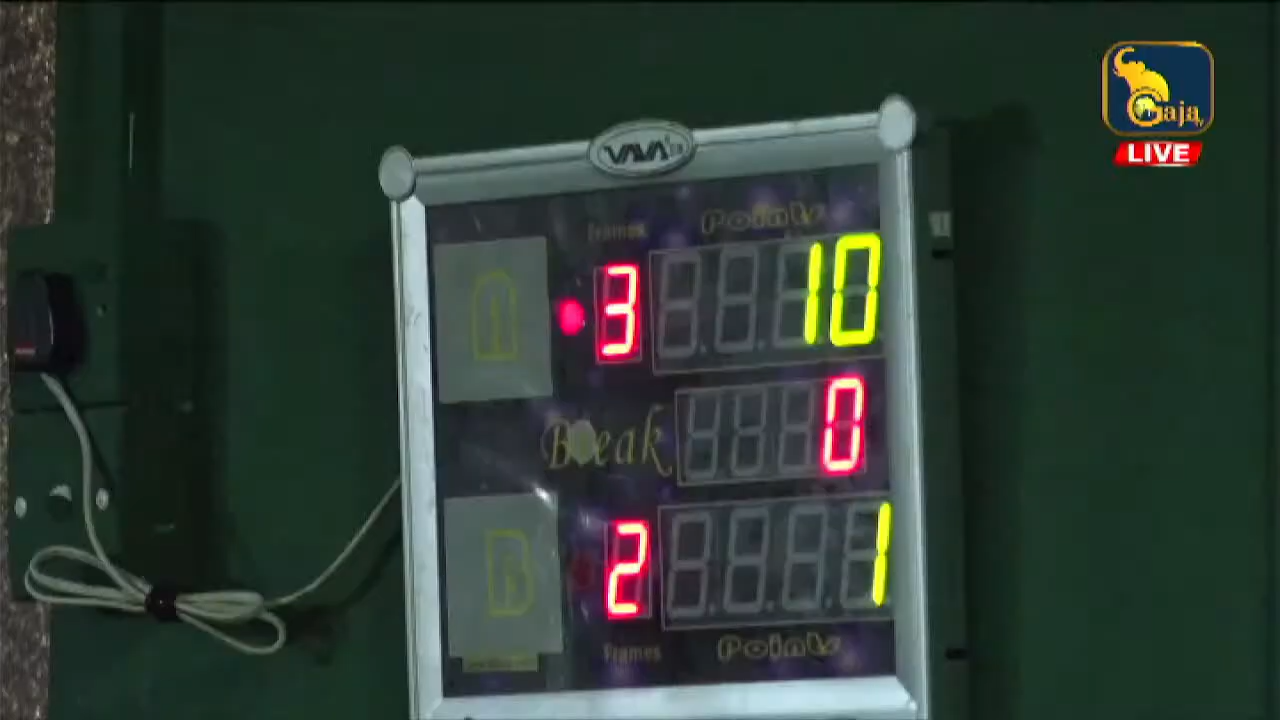 Gaja
LIVE
VAVA
Frames
Points
A
3
10
Break
0
B
2
1
Frames
Points